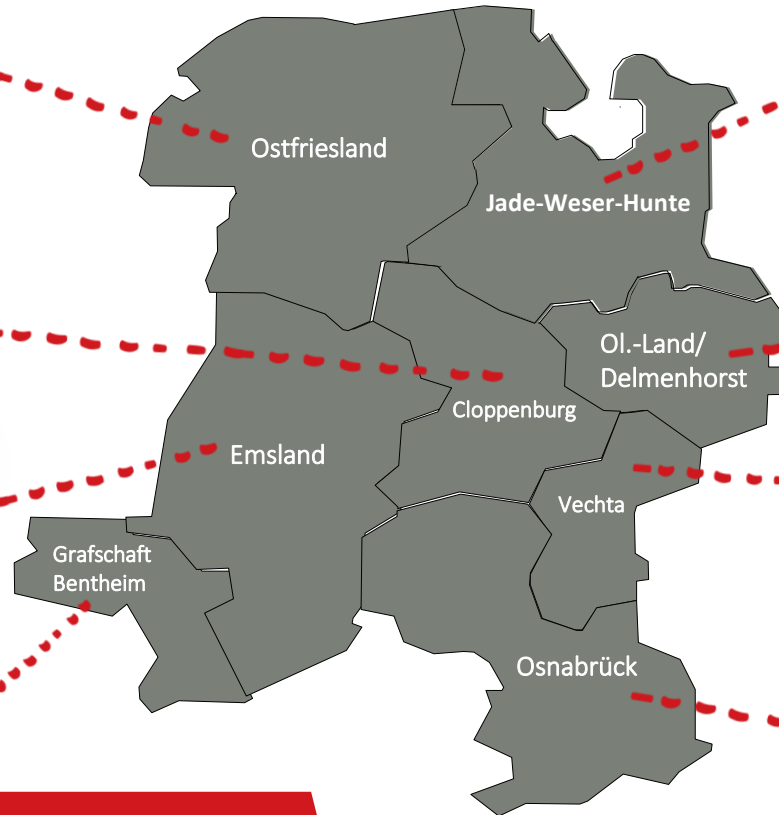 Ostfriesland
Jade-Weser-Hunte
Ol.-Land/
Delmenhorst
Cloppenburg
Emsland
Vechta
Grafschaft
Bentheim
Osnabrück